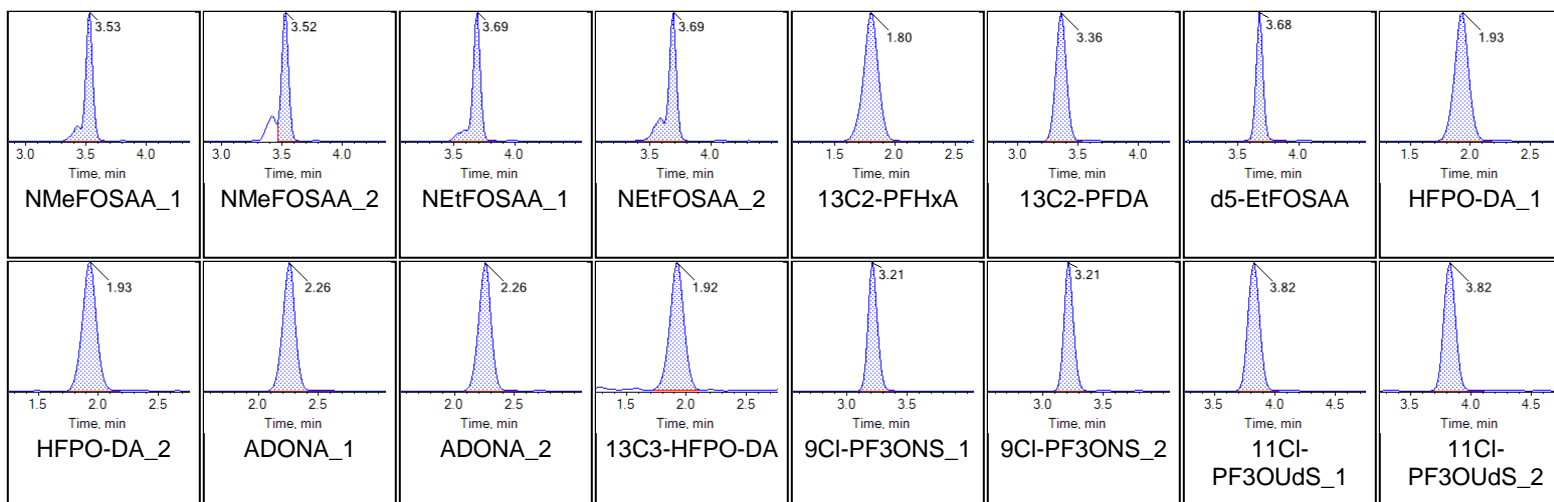 3.53 3.52 3.69 3.69 1.80 3.36 3.68 1.93
3.0 3.5 4.0 3.0 3.5 4.0 3.5 4.0 3.5 4.0 1.5 2.0 2.5 3.0 3.5 4.0 3.5 4.0 1.5 2.0 2.5
Time, min Time, min Time, min Time, min Time, min Time, min Time, min Time, min
NMeFOSAA_1 NMeFOSAA_2 NEtFOSAA_1 NEtFOSAA_2 13C2-PFHxA 13C2-PFDA d5-EtFOSAA HFPO-DA_1
1.93 2.26 2.26 1.92 3.21 3.21 3.82 3.82
1.5 2.0 2.5 2.0 2.5 2.0 2.5 1.5 2.0 2.5 3.0 3.5 3.0 3.5 3.5 4.0 4.5 3.5 4.0 4.5
Time, min Time, min Time, min Time, min Time, min Time, min Time, min Time, min
HFPO-DA_2 ADONA_1 ADONA_2 13C3-HFPO-DA 9Cl-PF3ONS_1 9Cl-PF3ONS_2 11Cl- 11Cl-
PF3OUdS_1 PF3OUdS_2